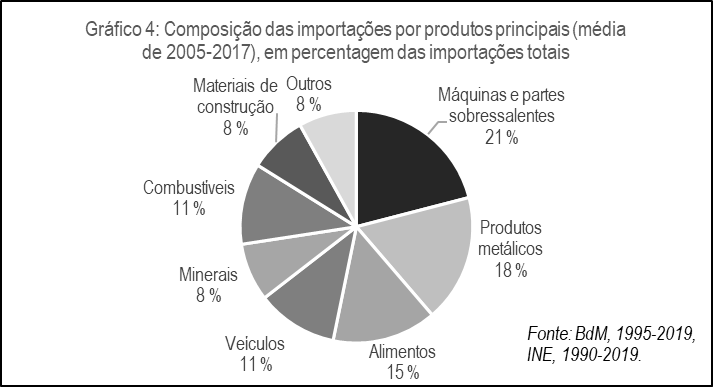 Gráfico 4: Composição das importações por produtos principais (média
de 2005-2017), em percentagem das importações totais
Máquinas e partes
sobressalentes
21 %
Produtos
metálicos
18 %
Alimentos
15 %
Veículos
11 %
Minerais
8 %
Combustíveis
11 %
Materiais de
construção
8 %
Outros
8 %
Fonte: BdM, 1995-2019,
INE, 1990-2019.